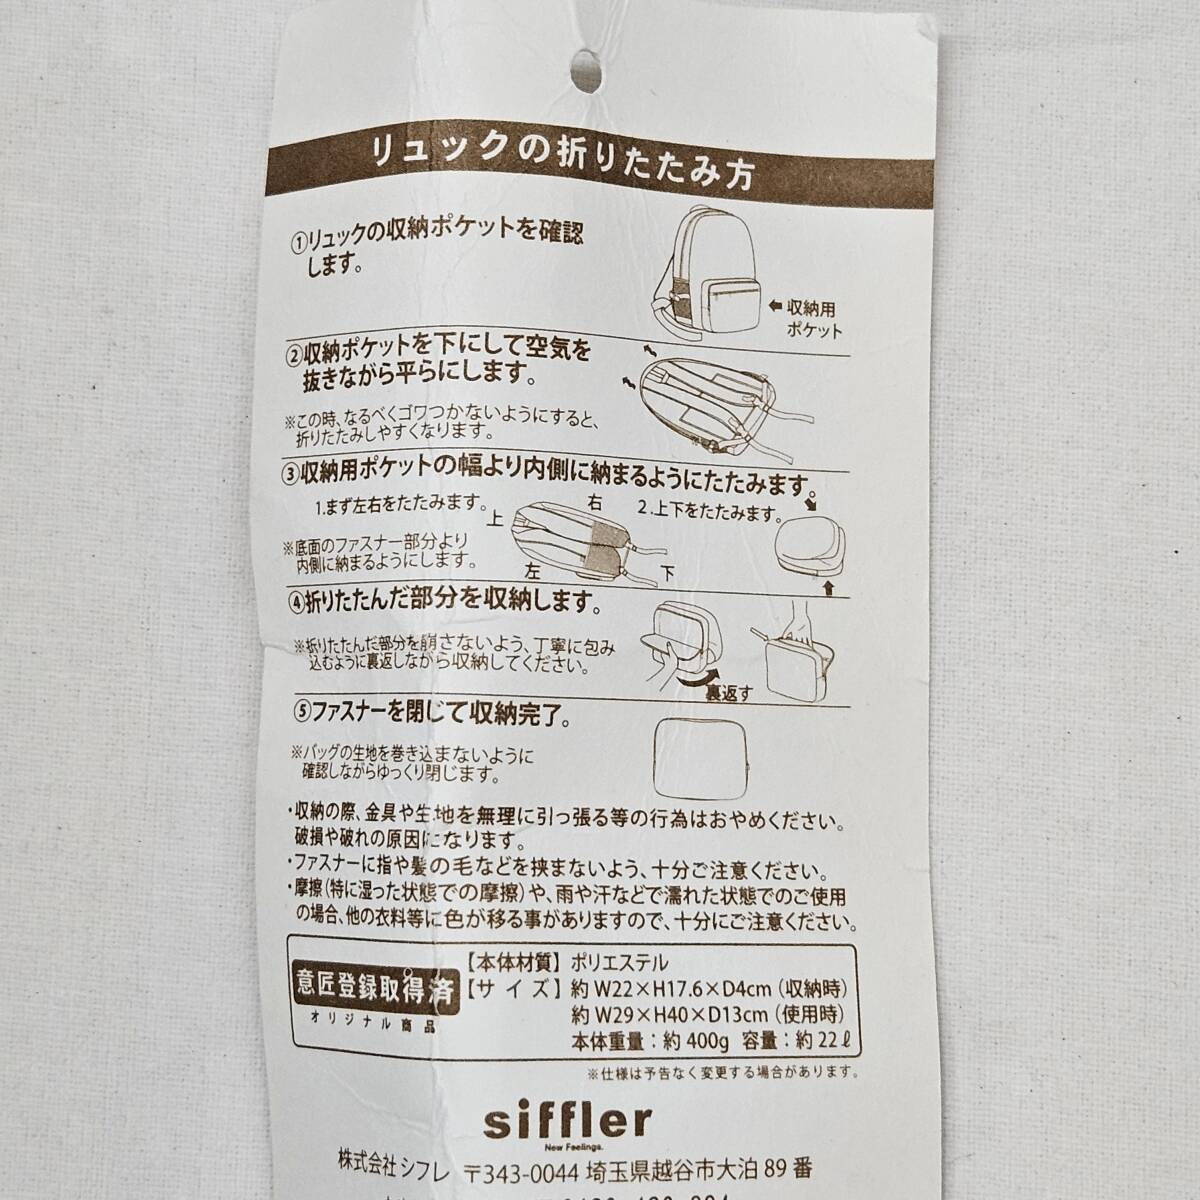 リュックの折りたたみ方
①リュックの収納ポケットを確認
します。
⬅収納用
ポケット
②収納ポケットを下にして空気を
抜きながら平らにします。
※この時、なるべくゴワつかないようにすると、
折りたたみしやすくなります。
③収納用ポケットの幅より内側に納まるようにたたみます。
1.まず左右をたたみます。
上
右
左
下
2.上下をたたみます。
※底面のファスナー部分より
内側に納まるようにします。
④折りたたんだ部分を収納します。
※折りたたんだ部分を崩さないよう、丁寧に包み
込むように裏返しながら収納してください。
裏返す
⑤ファスナーを閉じて収納完了。
※バッグの生地を巻き込まないように
確認しながらゆっくり閉じます。
・収納の際、金具や生地を無理に引っ張る等の行為はおやめください。
破損や破れの原因になります。
・ファスナーに指や髪の毛などを挟まないよう、十分ご注意ください。
・摩擦(特に湿った状態での摩擦)や、雨や汗などで濡れた状態でのご使用
の場合、他の衣料等に色が移る事がありますので、十分にご注意ください。
意匠登録取得済
オリジナル商品
【本体材質】ポリエステル
【サイズ】約 W22×H17.6×D4cm(収納時)
約 W29×H40×D13cm(使用時)
本体重量:約 400g 容量:約 22ℓ
※仕様は予告なく変更する場合があります。
siffler
New Feelings.
株式会社 シフレ 〒343-0044 埼玉県越谷市大泊 89 番